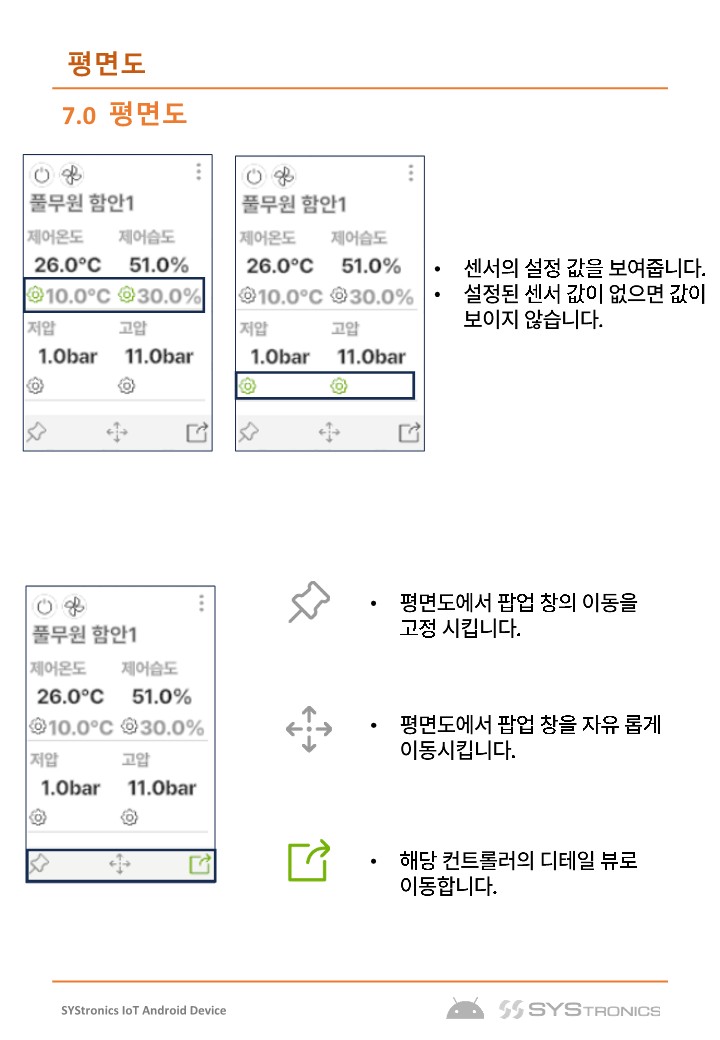 평면도
7.0 평면도
풀무원 함안1
제어온도 제어습도
26.0°C 51.0%
10.0°C 30.0%
저압 고압
1.0bar 11.0bar
풀무원 함안1
제어온도 제어습도
26.0°C 51.0%
10.0°C 30.0%
저압 고압
1.0bar 11.0bar
• 센서의 설정 값을 보여줍니다.
• 설정된 센서 값이 없으면 값이
보이지 않습니다.
풀무원 함안1
제어온도 제어습도
26.0°C 51.0%
10.0°C 30.0%
저압 고압
1.0bar 11.0bar
• 평면도에서 팝업 창의 이동을
고정 시킵니다.
• 평면도에서 팝업 창을 자유 롭게
이동시킵니다.
• 해당 컨트롤러의 디테일 뷰로
이동합니다.
SYStronics IoT Android Device
SYSTRONICS